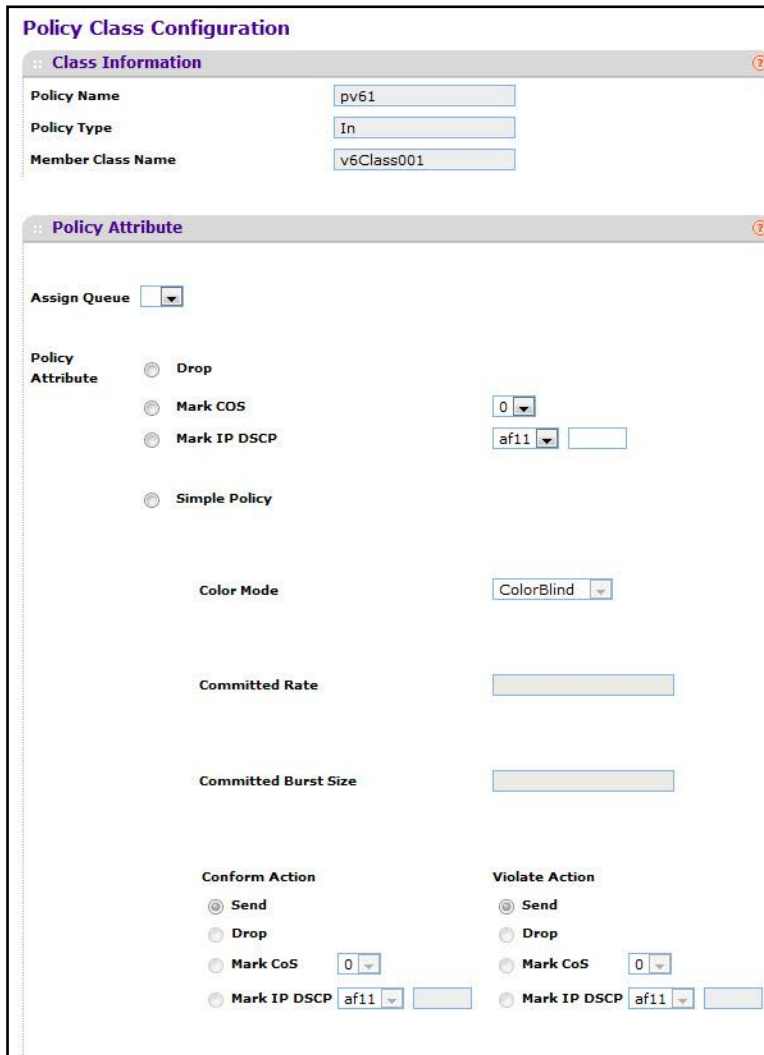 Policy Class Configuration
:: Class Information ?
Policy Name pv61
Policy Type In
Member Class Name v6Class001
:: Policy Attribute ?
Assign Queue
Policy
Attribute
Drop
Mark COS 0
Mark IP DSCP af11
Simple Policy
Color Mode ColorBlind
Committed Rate
Committed Burst Size
Conform Action Violate Action
Send Send
Drop Drop
Mark CoS 0 Mark CoS 0
Mark IP DSCP af11 Mark IP DSCP af11